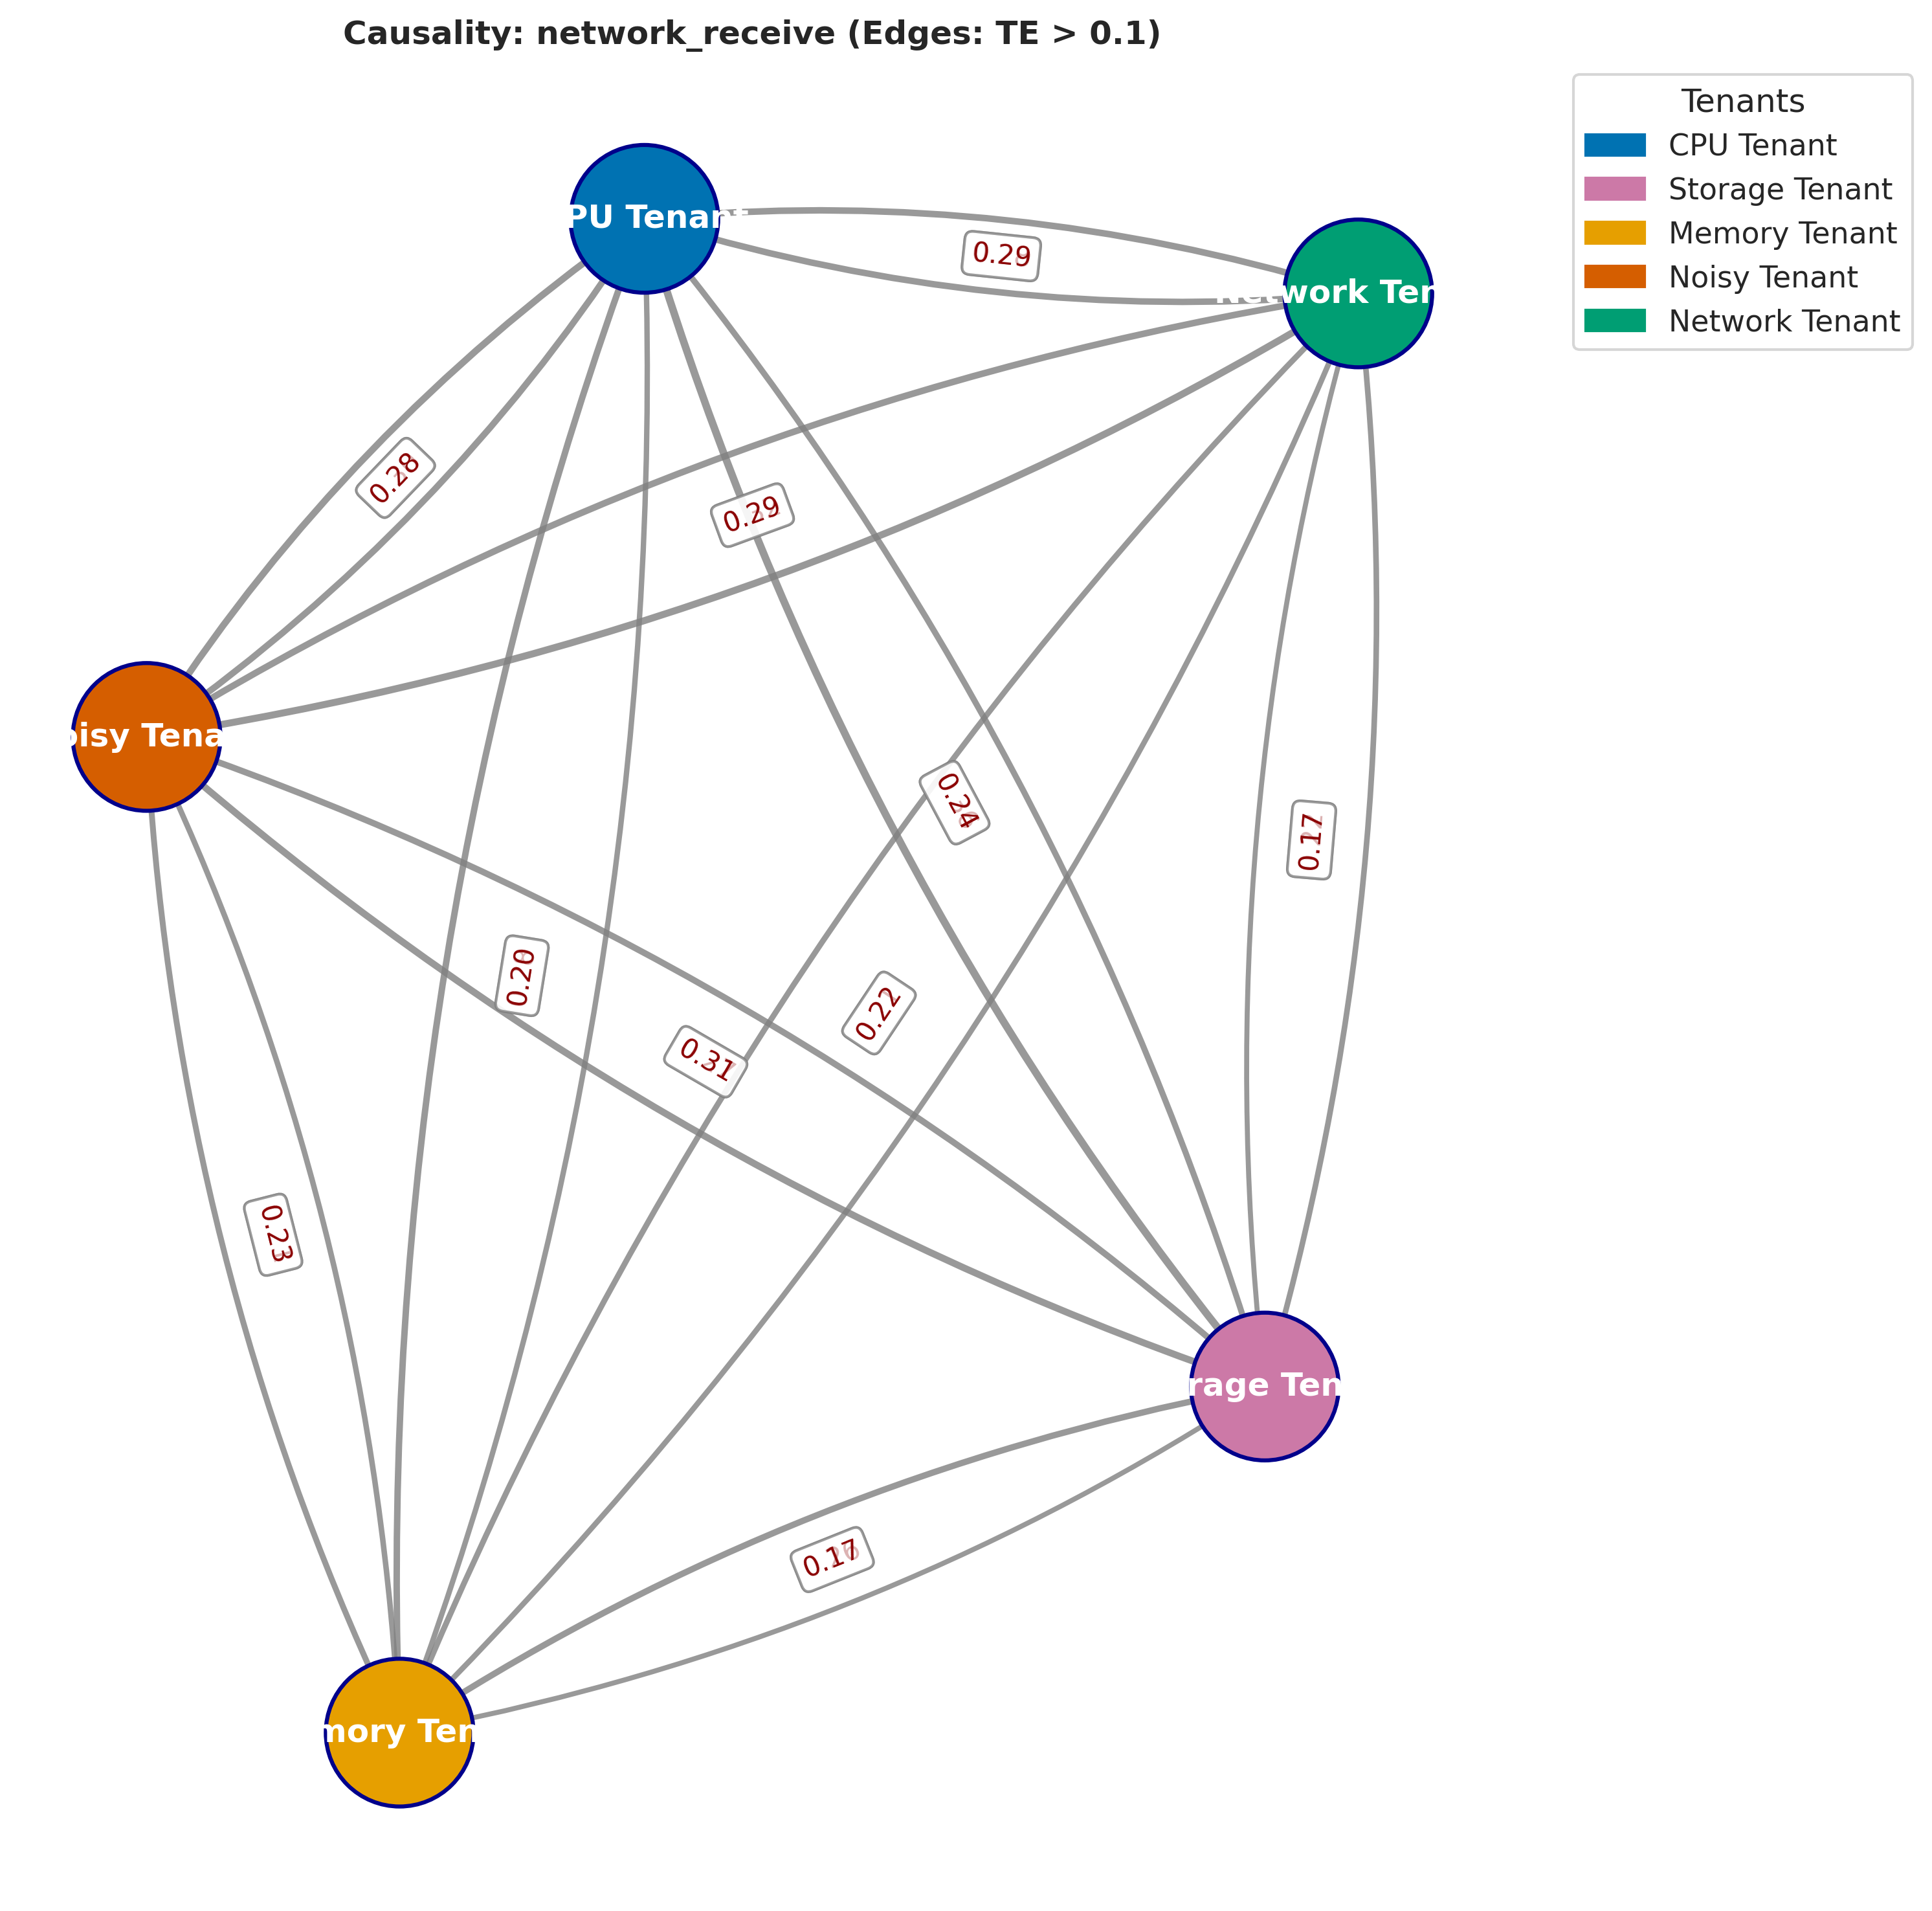 Causality: network_receive (Edges: TE > 0.1)
Tenants
CPU Tenant
Storage Tenant
Memory Tenant
Noisy Tenant
Network Tenant
PU Tenant
Network Ten
0.29
0.28
0.29
oisy Tena
0.24
0.17
0.20
0.22
0.31
0.23
rage Ten
0.17
mory Ten